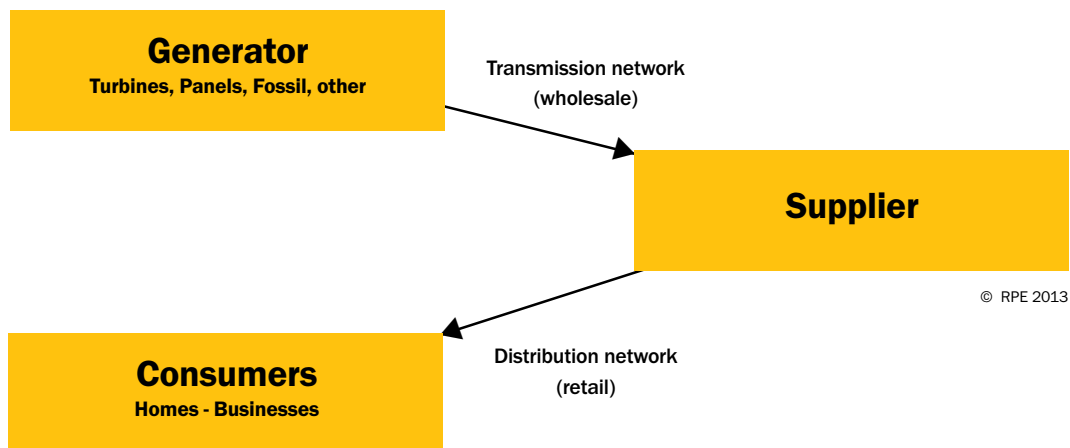 Generator
Turbines, Panels, Fossil, other
Transmission network
(wholesale)
Supplier
© RPE 2013
Distribution network
(retail)
Consumers
Homes - Businesses